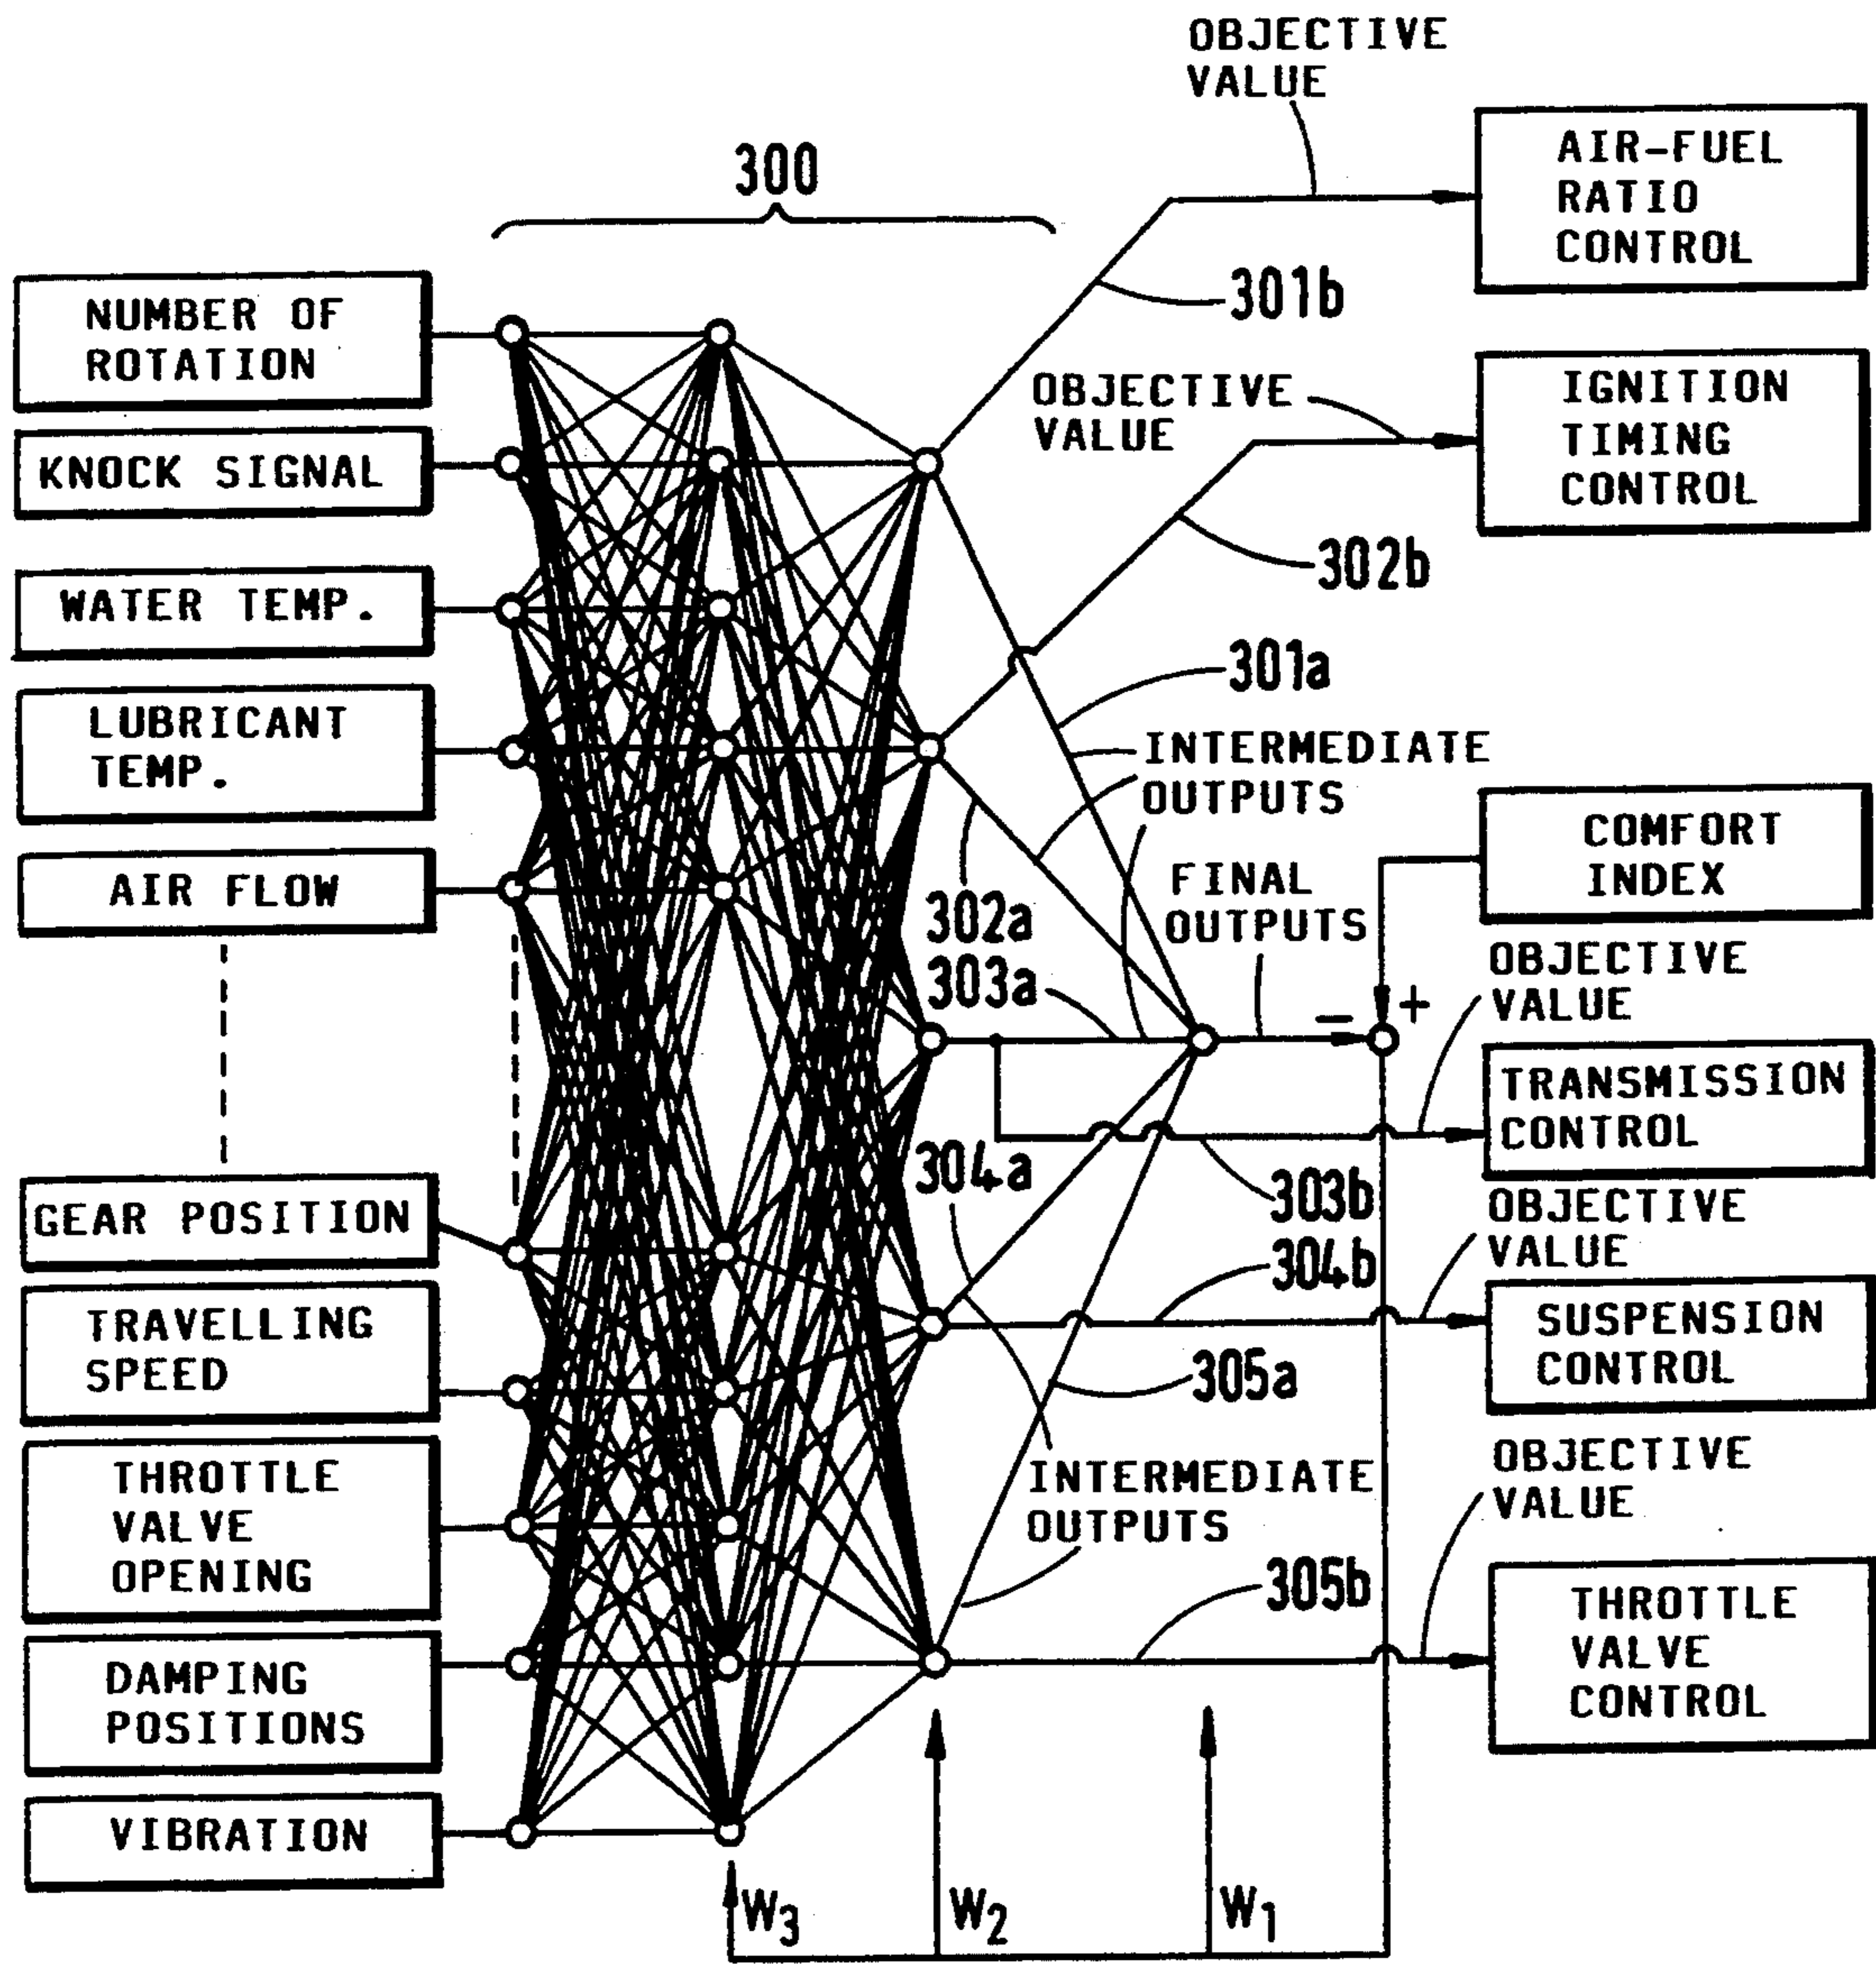 OBJECTIVE
VALUE
AIR-FUEL
RATIO
CONTROL
300
301b
NUMBER OF
ROTATION
OBJECTIVE
VALUE
IGNITION
TIMING
CONTROL
KNOCK SIGNAL
302b
WATER TEMP.
301a
LUBRICANT
TEMP.
INTERMEDIATE
OUTPUTS
COMFORT
INDEX
AIR FLOW
302a
FINAL
OUTPUTS
303a
OBJECTIVE
VALUE
− +
TRANSMISSION
CONTROL
304a
303b
GEAR POSITION
OBJECTIVE
VALUE
304b
TRAVELLING
SPEED
SUSPENSION
CONTROL
305a
THROTTLE
VALVE
OPENING
INTERMEDIATE
OUTPUTS
OBJECTIVE
VALUE
305b
THROTTLE
VALVE
CONTROL
DAMPING
POSITIONS
VIBRATION
W3
W2
W1